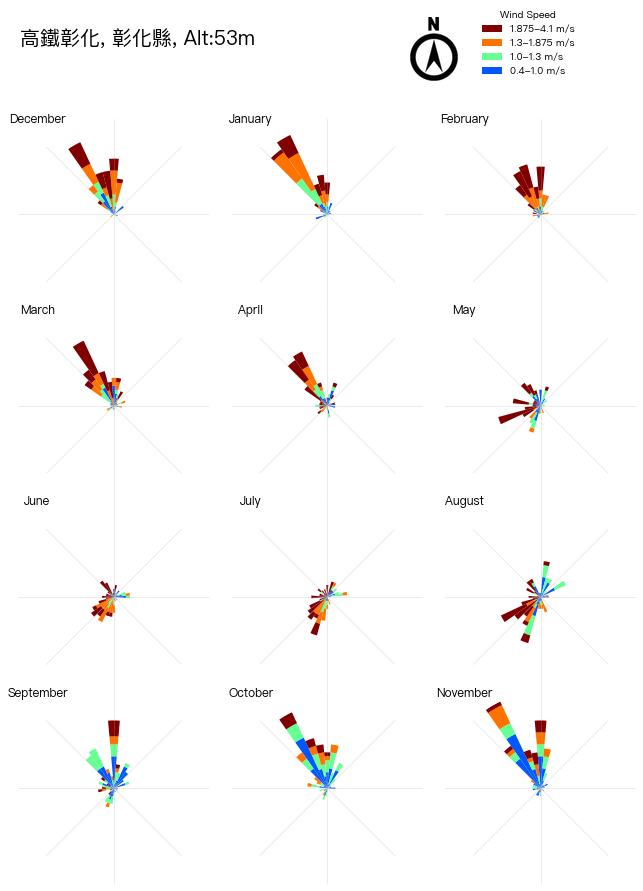 高鐵彰化, 彰化縣, Alt:53m
N
Wind Speed
1.875–4.1 m/s
1.3–1.875 m/s
1.0–1.3 m/s
0.4–1.0 m/s
December
January
February
March
April
May
June
July
August
September
October
November